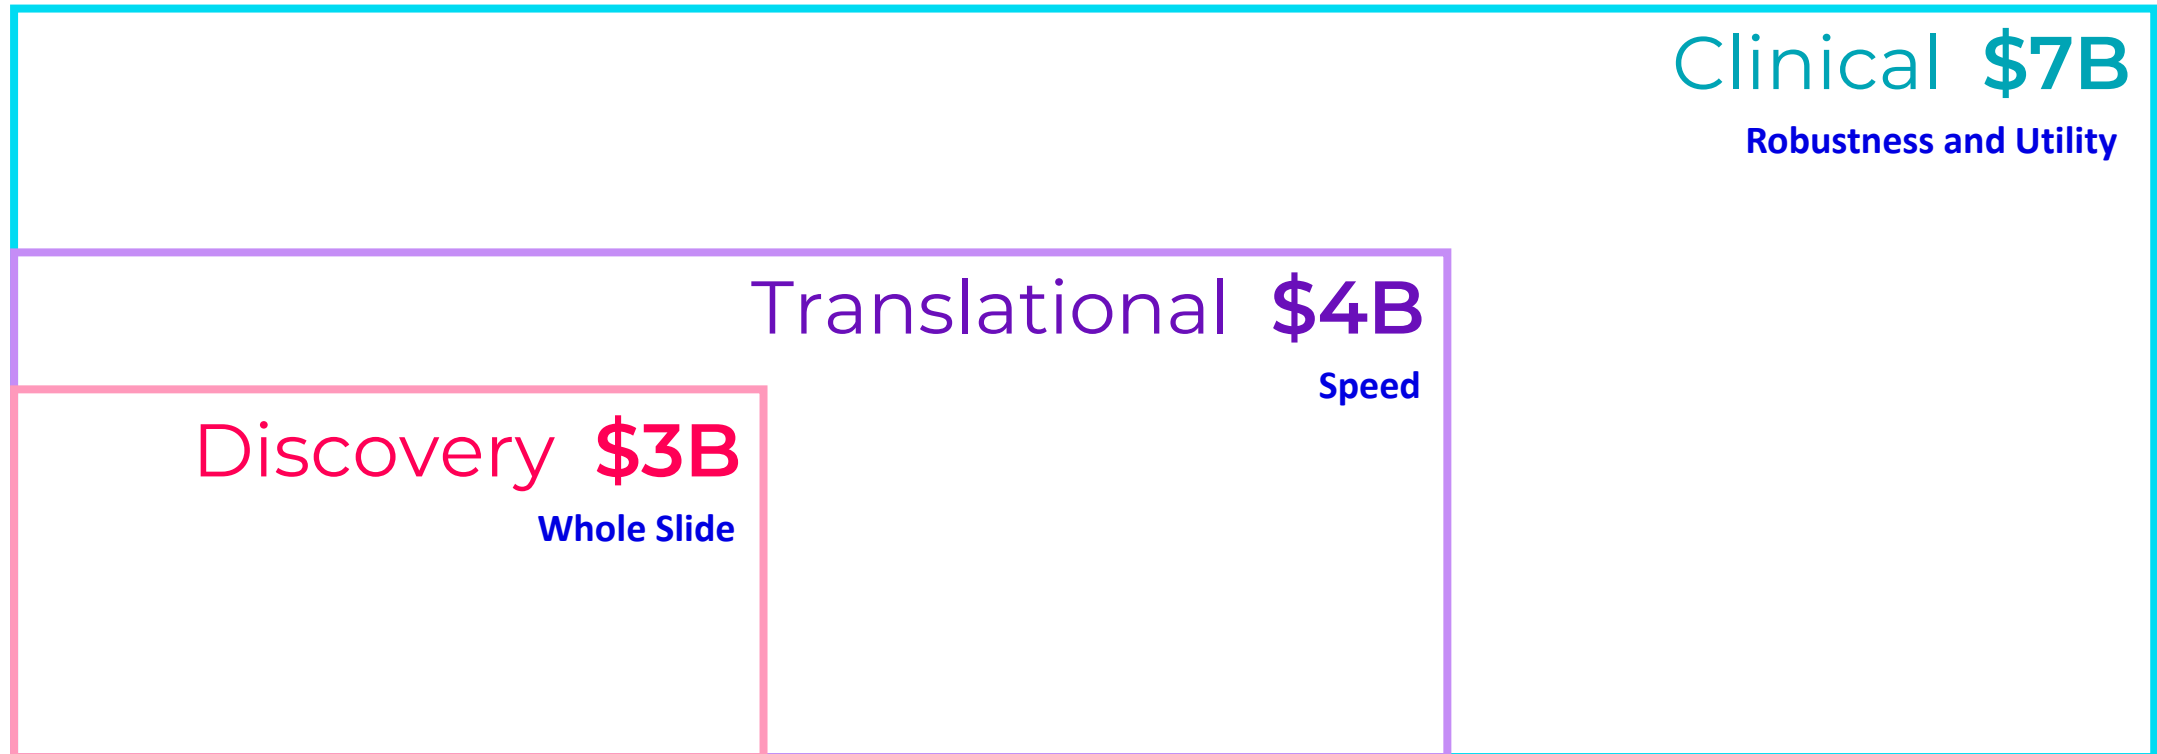 Clinical $7B
Robustness and Utility
Translational $4B
Speed
Discovery $3B
Whole Slide